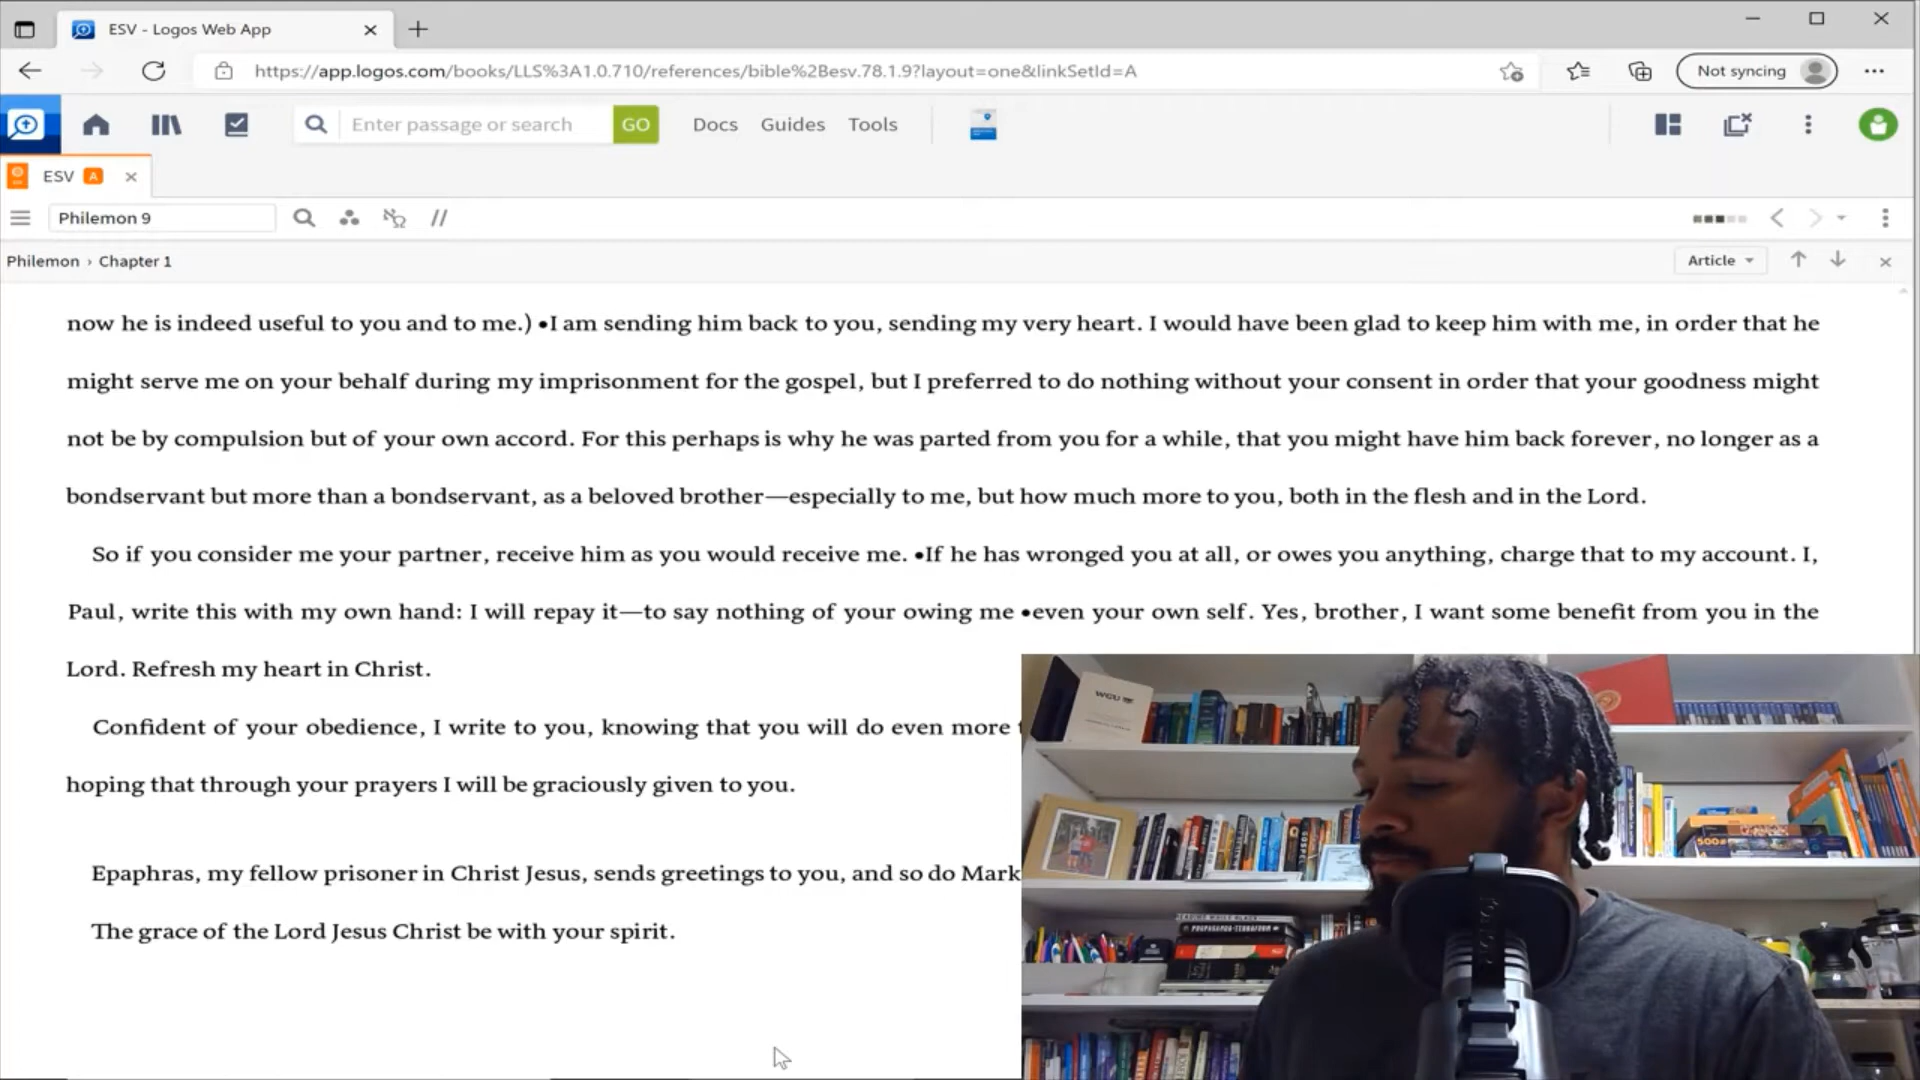 ESV - Logos Web App
https://app.logos.com/books/LLS%3A1.0.710/references/bible%2Besv.78.1.9?layout=one&linkSetId=A
Not syncing
Enter passage or search
GO
Docs
Guides
Tools
ESV A
Philemon 9
Philemon › Chapter 1
Article
now he is indeed useful to you and to me.) •I am sending him back to you, sending my very heart. I would have been glad to keep him with me, in order that he
might serve me on your behalf during my imprisonment for the gospel, but I preferred to do nothing without your consent in order that your goodness might
not be by compulsion but of your own accord. For this perhaps is why he was parted from you for a while, that you might have him back forever, no longer as a
bondservant but more than a bondservant, as a beloved brother—especially to me, but how much more to you, both in the flesh and in the Lord.
So if you consider me your partner, receive him as you would receive me. •If he has wronged you at all, or owes you anything, charge that to my account. I,
Paul, write this with my own hand: I will repay it—to say nothing of your owing me •even your own self. Yes, brother, I want some benefit from you in the
Lord. Refresh my heart in Christ.
Confident of your obedience, I write to you, knowing that you will do even more
hoping that through your prayers I will be graciously given to you.
Epaphras, my fellow prisoner in Christ Jesus, sends greetings to you, and so do Mark
The grace of the Lord Jesus Christ be with your spirit.
WGU